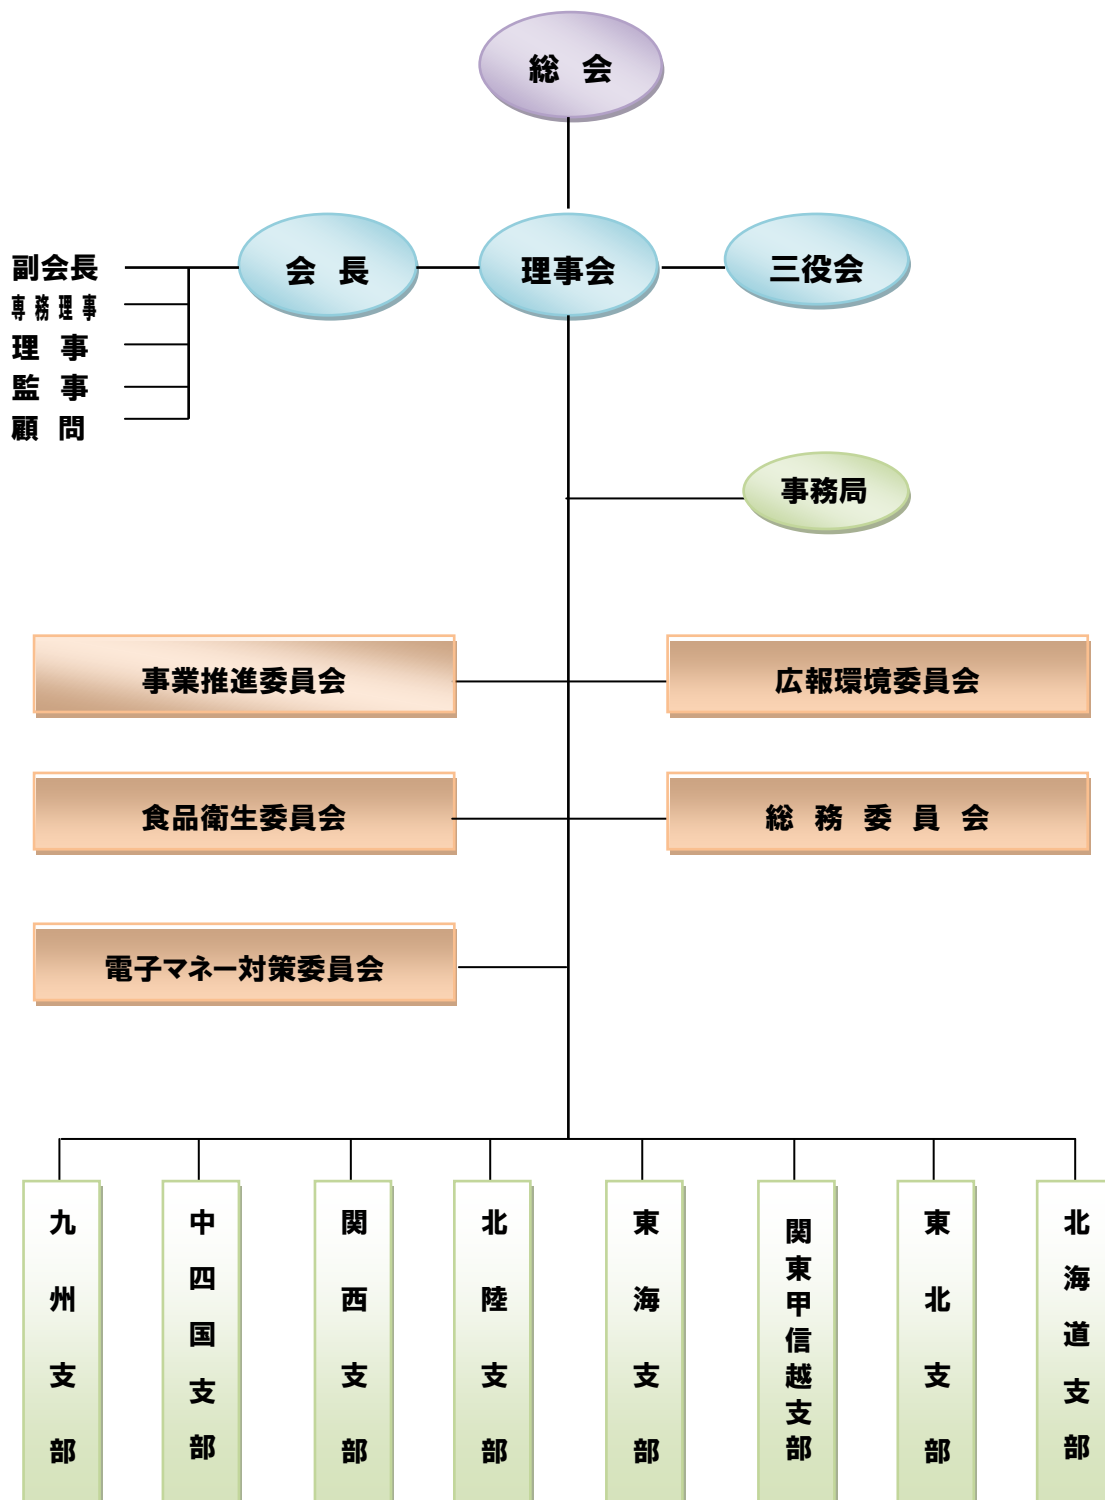 総 会
会 長
理事会
三役会
副会長
専 務 理 事
理 事
監 事
顧 問
事務局
事業推進委員会
広報環境委員会
食品衛生委員会
総 務 委 員 会
電子マネー対策委員会
九州支部
中四国支部
関西支部
北陸支部
東海支部
関東甲信越支部
東北支部
北海道支部